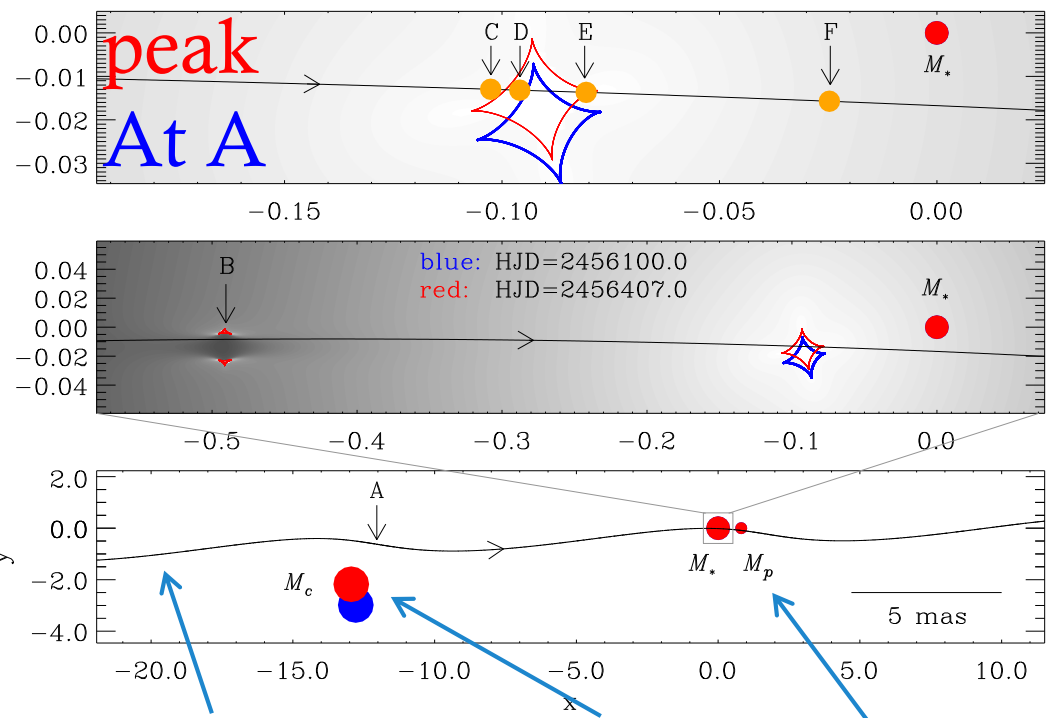 peak
At A
0.00
-0.01
-0.02
-0.03
C D E F
M*
-0.15 -0.10 -0.05 0.00
0.04
0.02
0.00
-0.02
-0.04
B
blue: HJD=2456100.0
red: HJD=2456407.0
M*
-0.5 -0.4 -0.3 -0.2 -0.1 0.0
y
2.0
0.0
-2.0
-4.0
A
Mc
M* Mp
5 mas
-20.0 -15.0 -10.0 -5.0 0.0 5.0 10.0
x